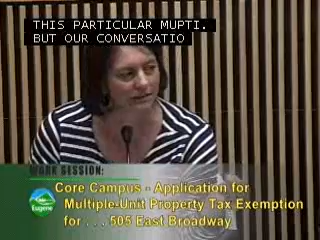 THIS PARTICULAR MUPTI.
BUT OUR CONVERSATIO
WORK SESSION:
Eugene
Core Campus - Application for
Multiple-Unit Property Tax Exemption
for . . . 505 East Broadway